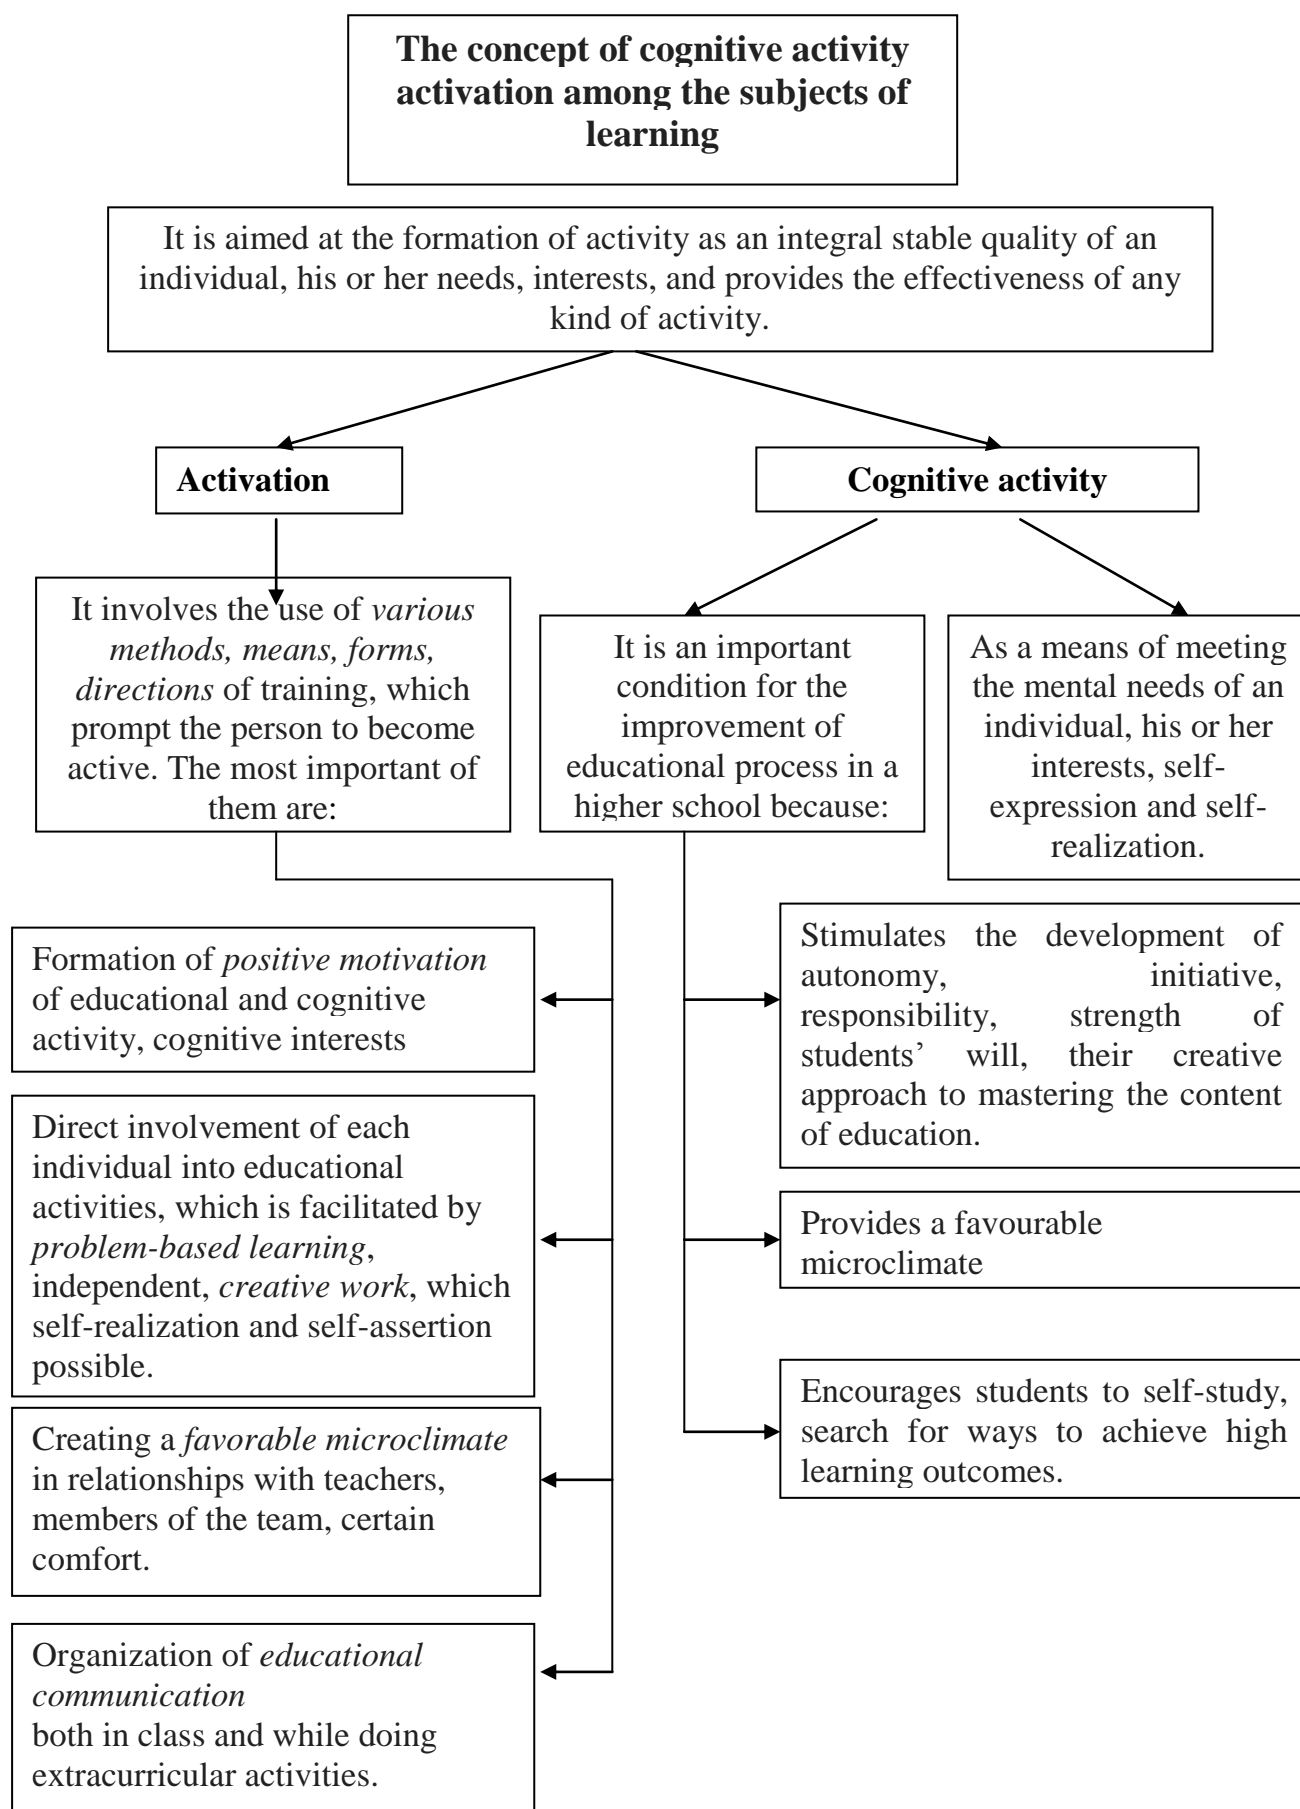 The concept of cognitive activity
activation among the subjects of
learning
It is aimed at the formation of activity as an integral stable quality of an
individual, his or her needs, interests, and provides the effectiveness of any
kind of activity.
Activation
Cognitive activity
It involves the use of various
methods, means, forms,
directions of training, which
prompt the person to become
active. The most important of
them are:
It is an important
condition for the
improvement of
educational process in a
higher school because:
As a means of meeting
the mental needs of an
individual, his or her
interests, self-
expression and self-
realization.
Formation of positive motivation
of educational and cognitive
activity, cognitive interests
Direct involvement of each
individual into educational
activities, which is facilitated by
problem-based learning,
independent, creative work, which
self-realization and self-assertion
possible.
Creating a favorable microclimate
in relationships with teachers,
members of the team, certain
comfort.
Organization of educational
communication
both in class and while doing
extracurricular activities.
Stimulates the development of
autonomy, initiative,
responsibility, strength of
students’ will, their creative
approach to mastering the content
of education.
Provides a favourable
microclimate
Encourages students to self-study,
search for ways to achieve high
learning outcomes.